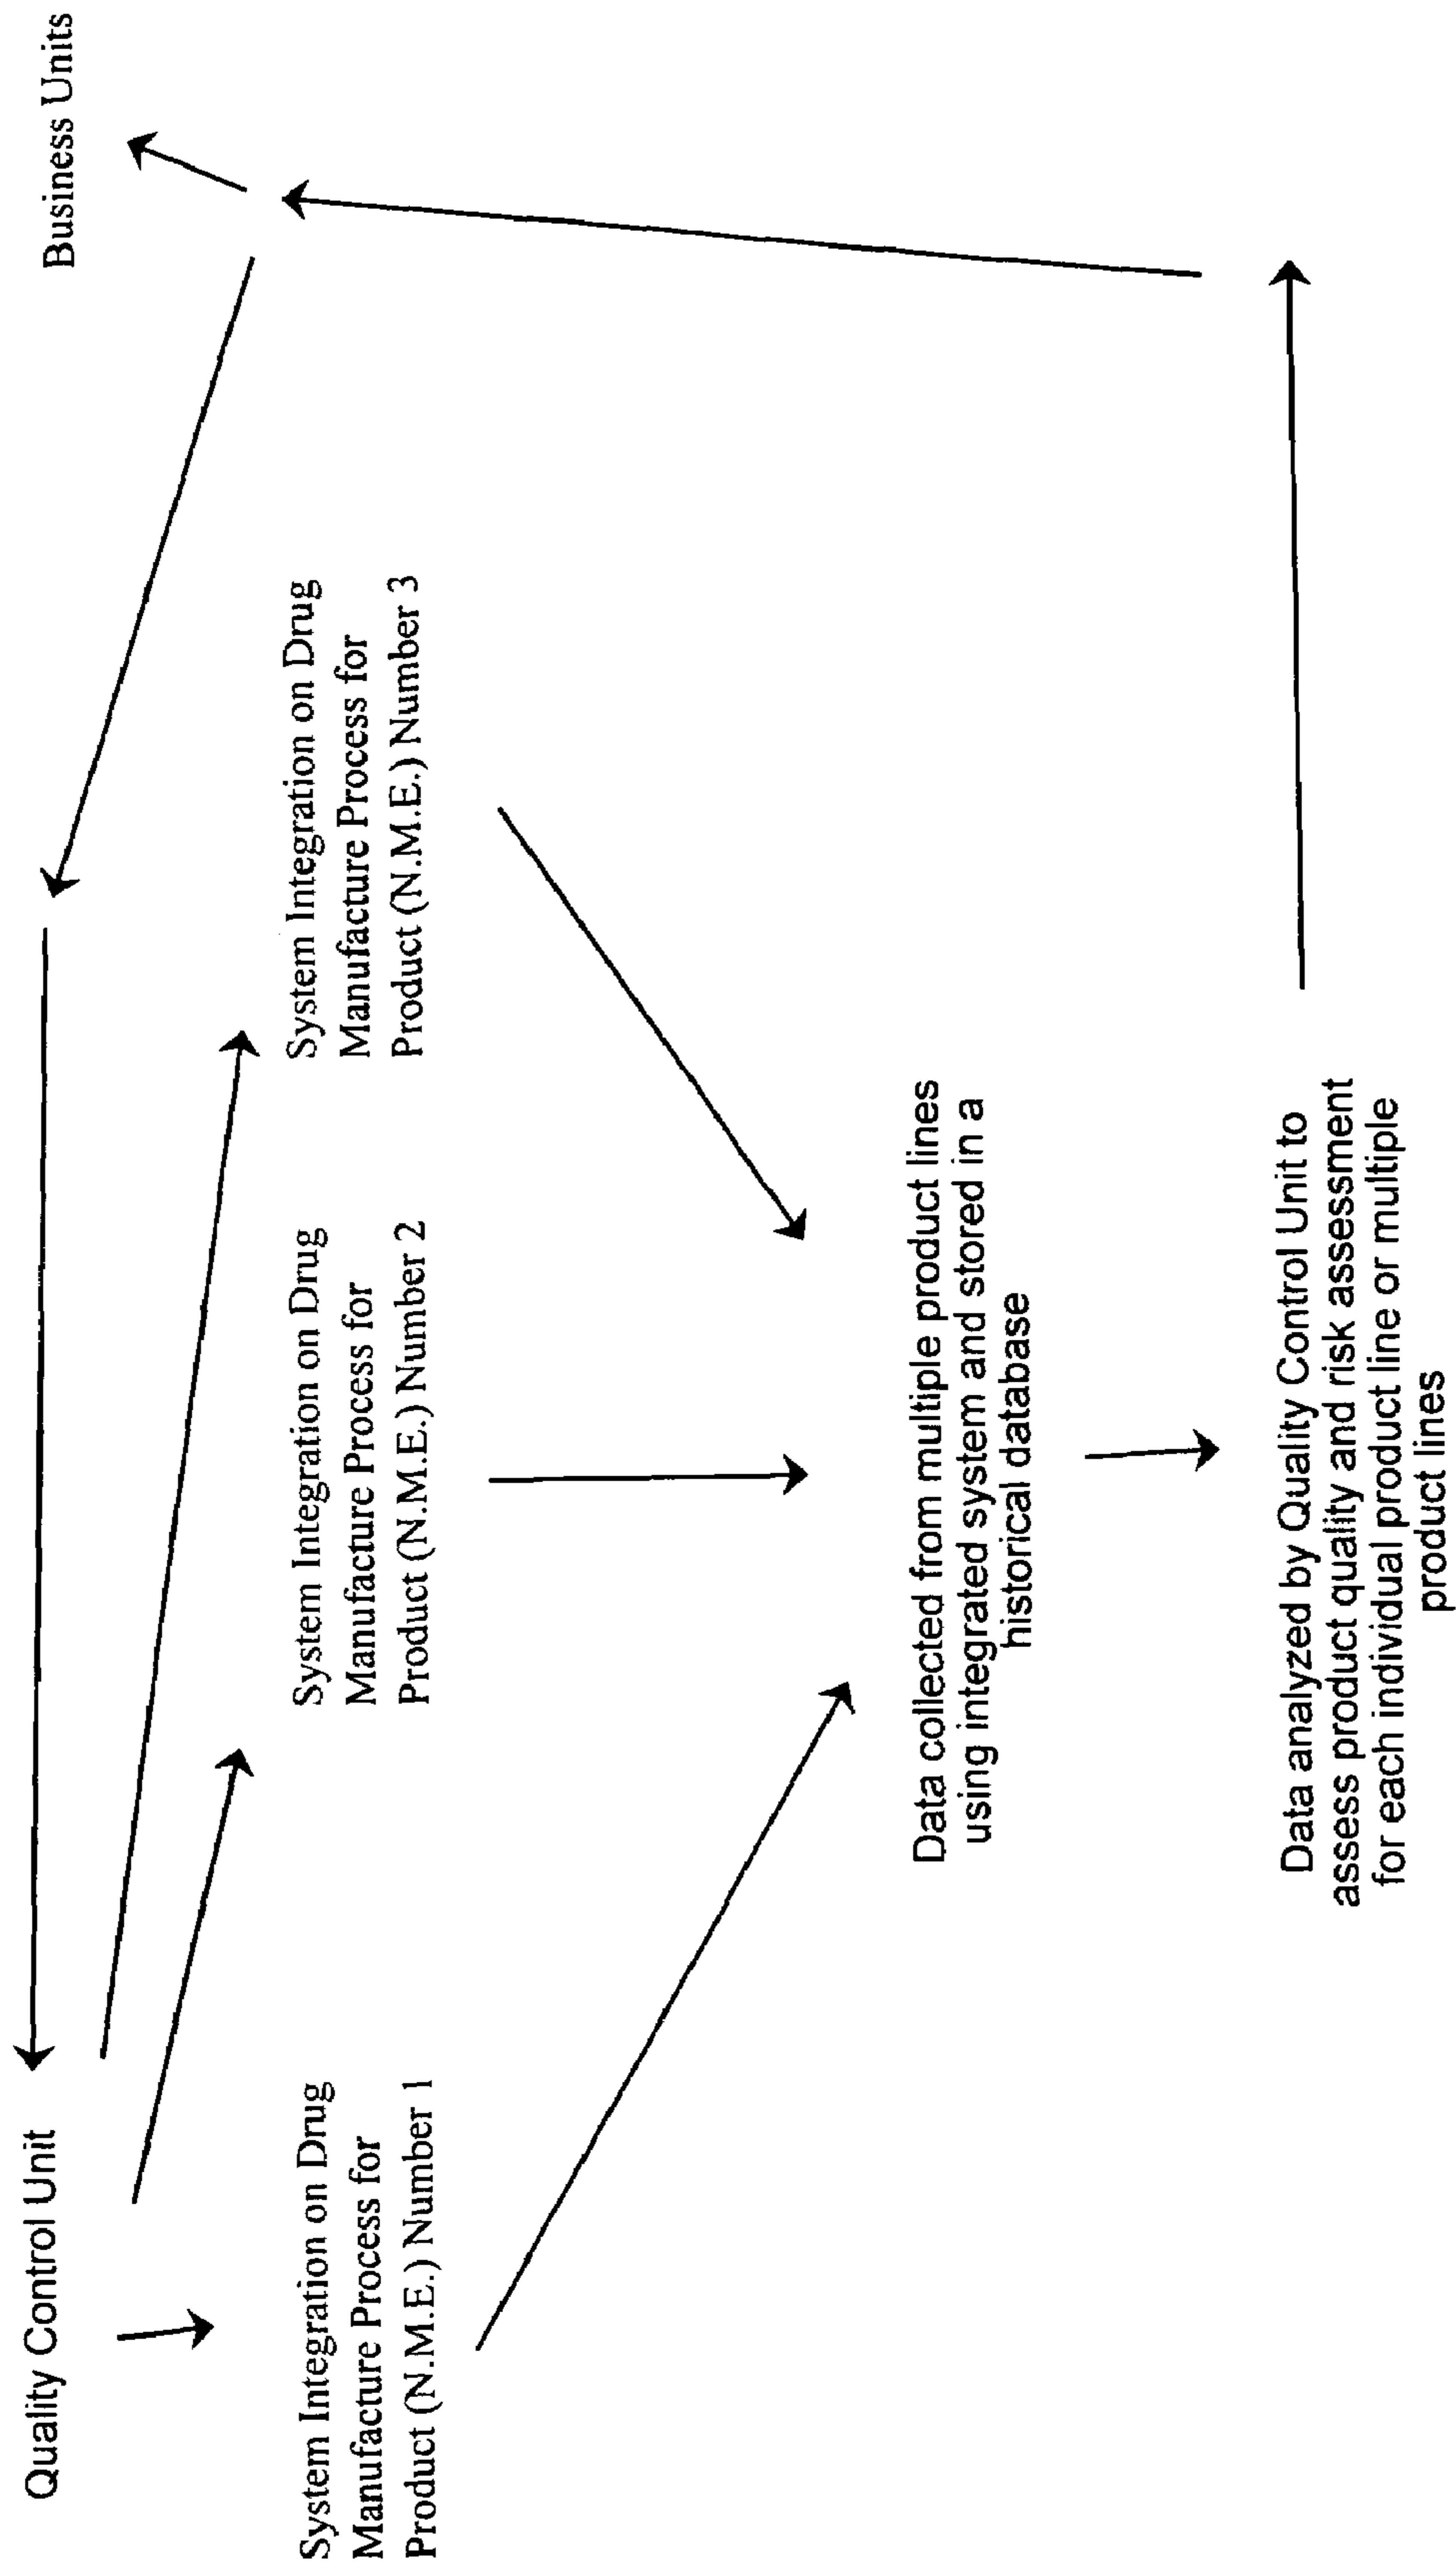 Quality Control Unit
Business Units
System Integration on Drug
Manufacture Process for
Product (N.M.E.) Number 1
System Integration on Drug
Manufacture Process for
Product (N.M.E.) Number 2
System Integration on Drug
Manufacture Process for
Product (N.M.E.) Number 3
Data collected from multiple product lines
using integrated system and stored in a
historical database
Data analyzed by Quality Control Unit to
assess product quality and risk assessment
for each individual product line or multiple
product lines